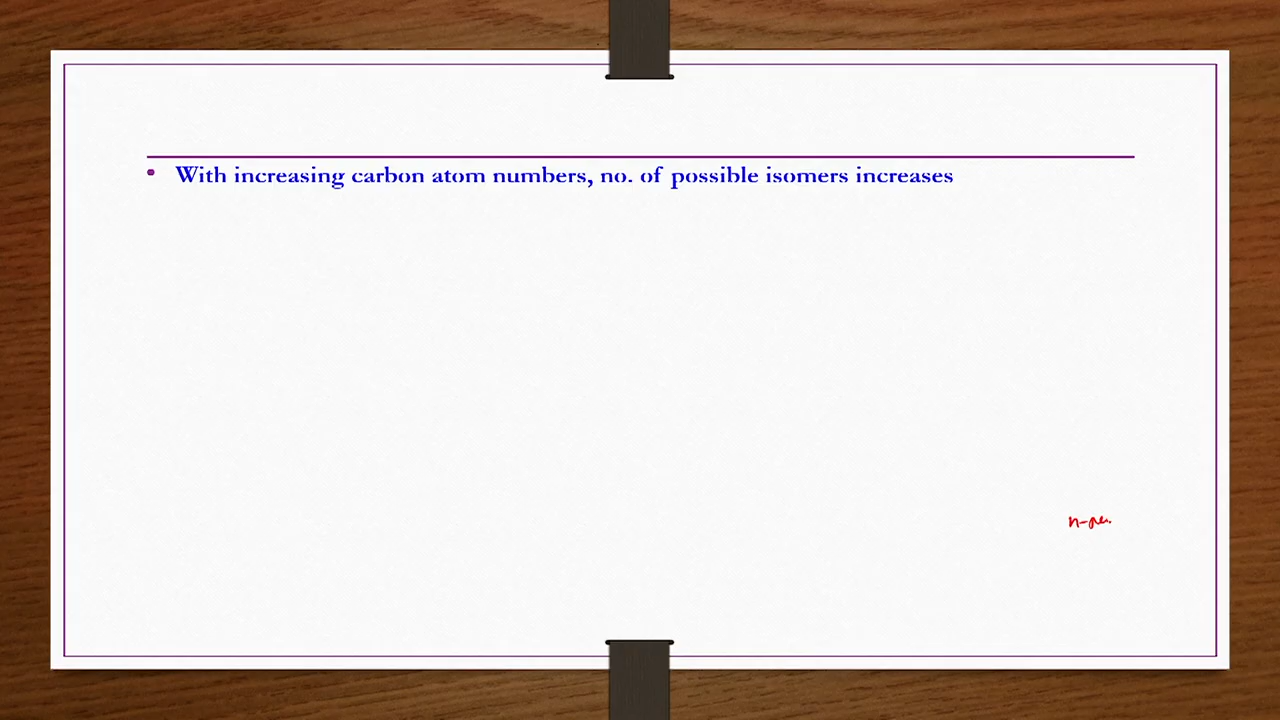 • With increasing carbon atom numbers, no. of possible isomers increases